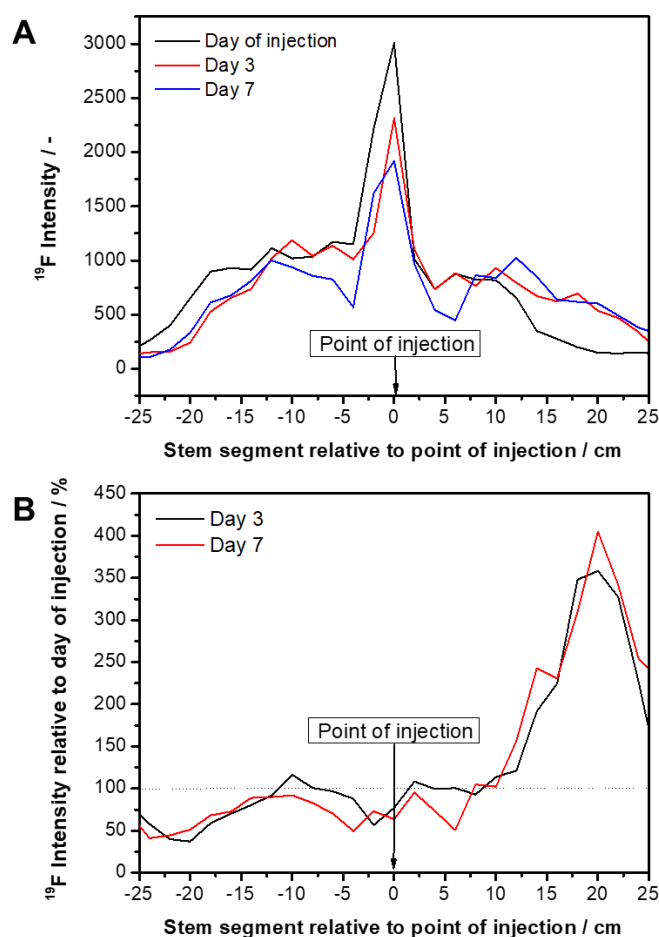 A
3000
2500
2000
1500
1000
500
0
¹⁹F Intensity / -
Day of injection
Day 3
Day 7
Point of injection
-25 -20 -15 -10 -5 0 5 10 15 20 25
Stem segment relative to point of injection / cm
B
450
400
350
300
250
200
150
100
50
0
¹⁹F Intensity relative to day of injection / %
Day 3
Day 7
Point of injection
-25 -20 -15 -10 -5 0 5 10 15 20 25
Stem segment relative to point of injection / cm